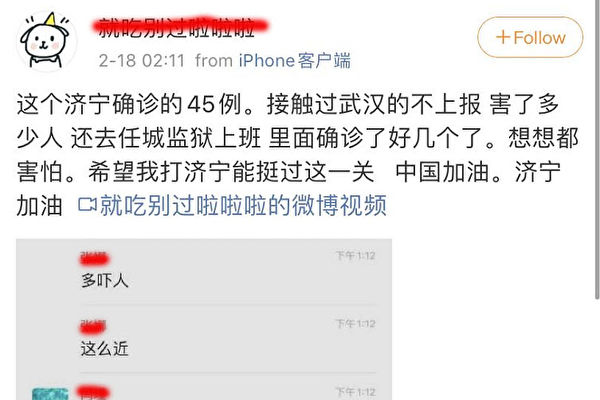 就吃别过啦啦啦
+Follow
2-18 02:11 from iPhone客户端
这个济宁确诊的45例。接触过武汉的不上报 害了多
少人 还去任城监狱上班 里面确诊了好几个了。想想都
害怕。希望我打济宁能挺过这一关 中国加油。济宁
加油 就吃别过啦啦啦的微博视频
下午1:12
多吓人
下午1:12
这么近
下午1:12